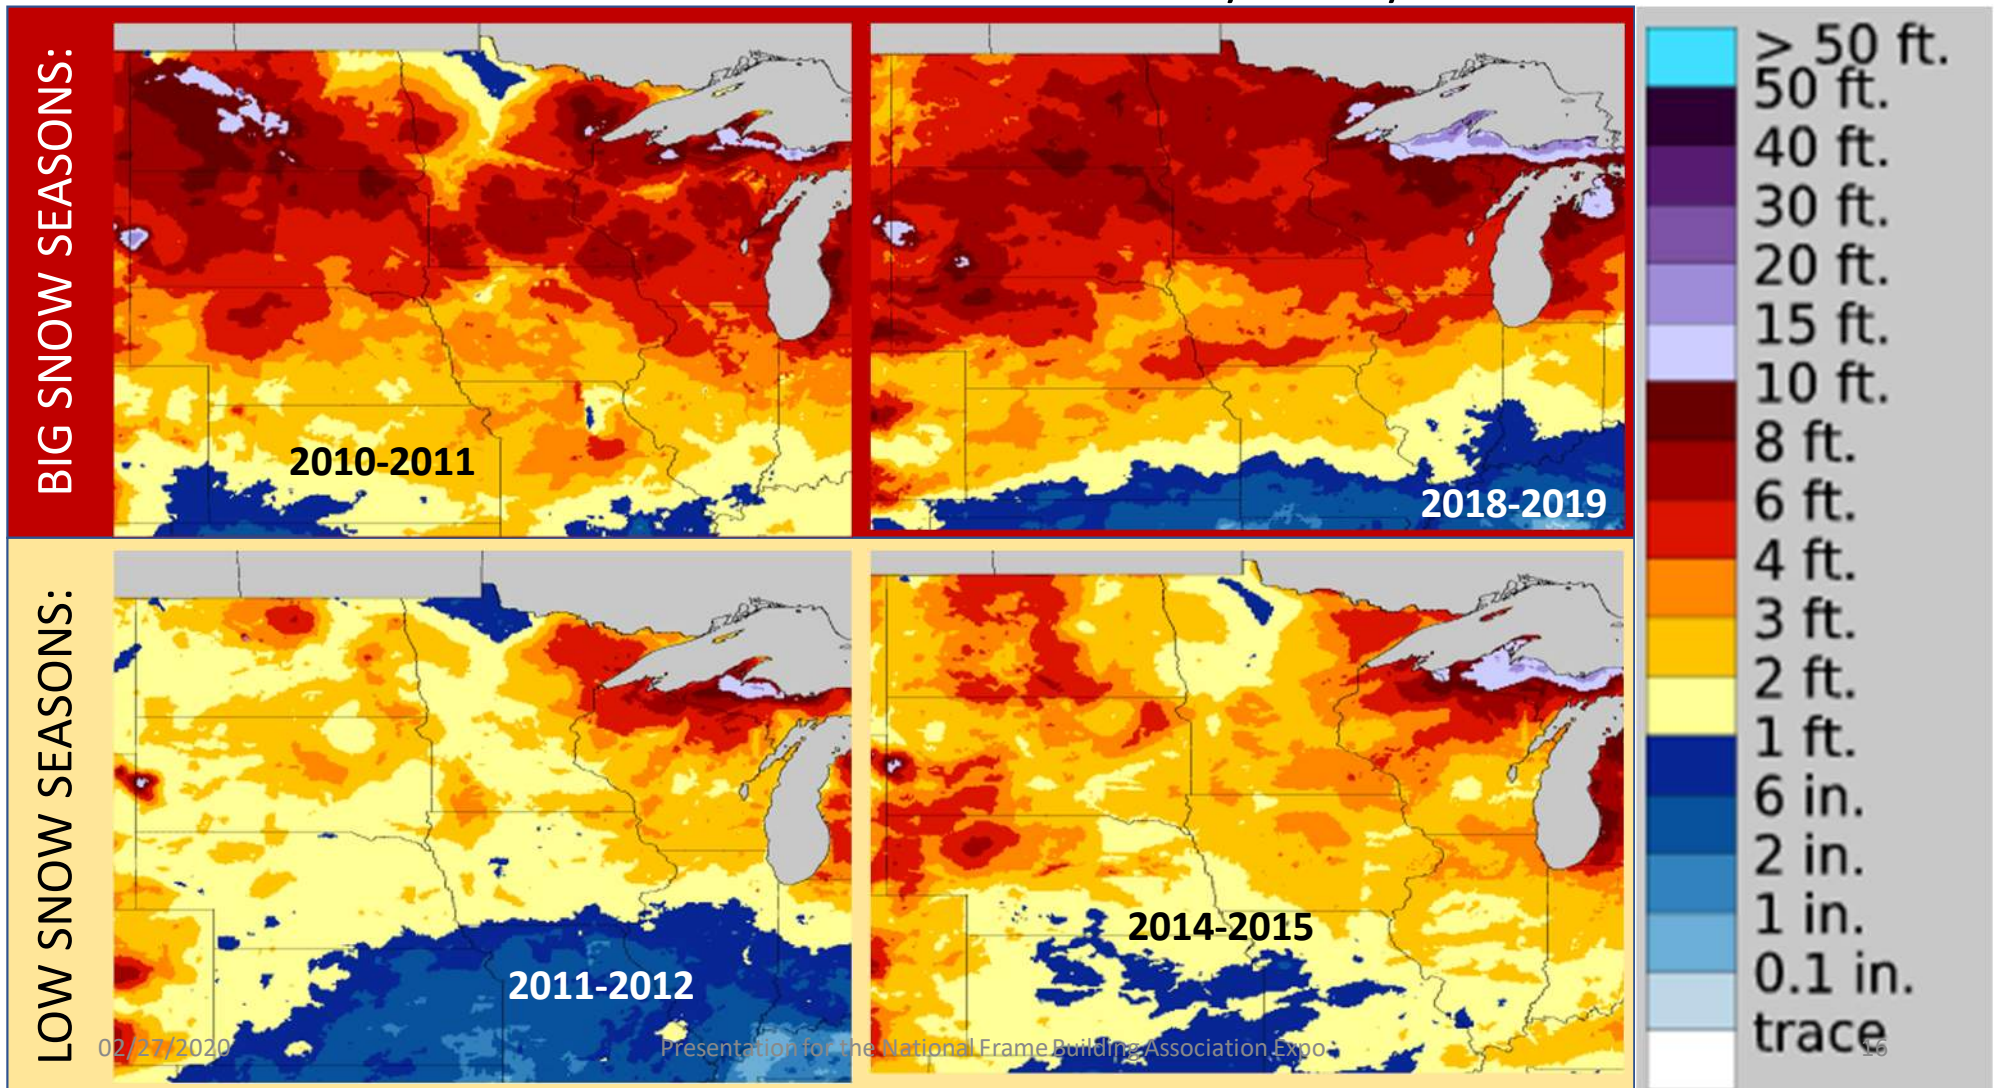 BIG SNOW SEASONS:
2010-2011
2018-2019
LOW SNOW SEASONS:
2011-2012
2014-2015
> 50 ft.
50 ft.
40 ft.
30 ft.
20 ft.
15 ft.
10 ft.
8 ft.
6 ft.
4 ft.
3 ft.
2 ft.
1 ft.
6 in.
2 in.
1 in.
0.1 in.
trace
02/27/2020
Presentation for the National Frame Building Association Expo
16